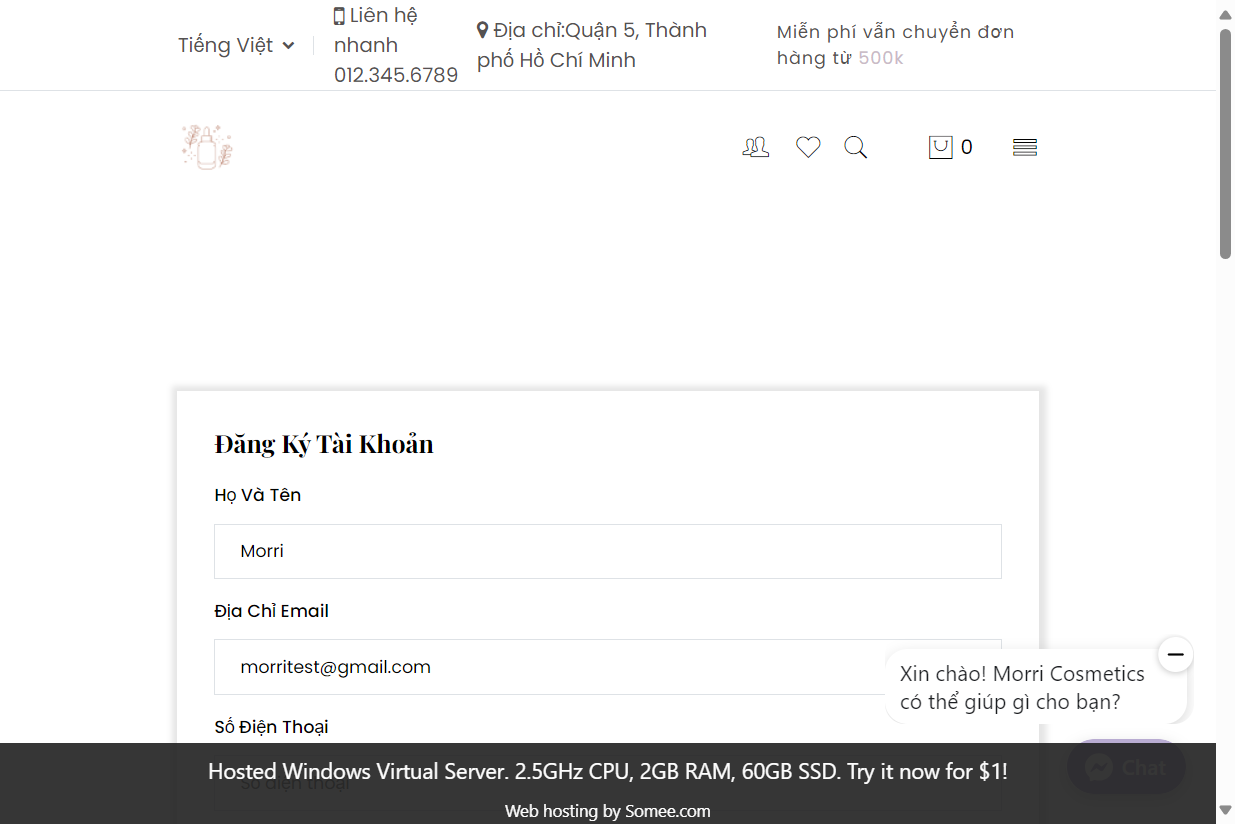 Tiếng Việt
Liên hệ
nhanh
012.345.6789
Địa chỉ:Quận 5, Thành
phố Hồ Chí Minh
Miễn phí vẫn chuyển đơn
hàng từ 500k
0
Đăng Ký Tài Khoản
Họ Và Tên
Morri
Địa Chỉ Email
morritest@gmail.com
Xin chào! Morri Cosmetics
có thể giúp gì cho bạn?
Số Điện Thoại
Số điện thoại
Chat
Hosted Windows Virtual Server. 2.5GHz CPU, 2GB RAM, 60GB SSD. Try it now for $1!
Web hosting by Somee.com